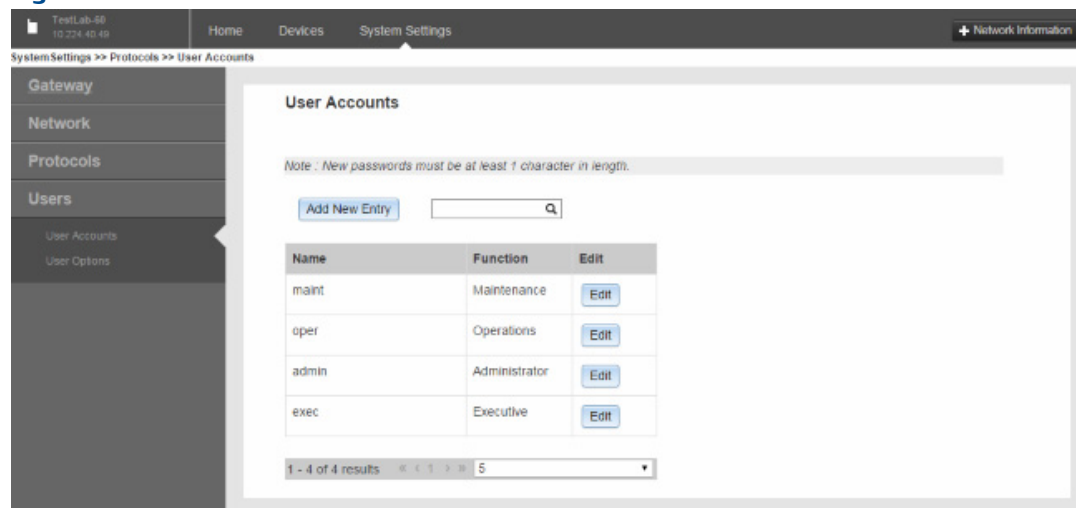 TestLab-60
10.224.40.49
Home Devices System Settings
Network Information
SystemSettings >> Protocols >> User Accounts
Gateway
Network
Protocols
Users
User Accounts
User Options
User Accounts
Note : New passwords must be at least 1 character in length.
Add New Entry
Name Function Edit
maint Maintenance Edit
oper Operations Edit
admin Administrator Edit
exec Executive Edit
1 - 4 of 4 results « ‹ 1 › » 5